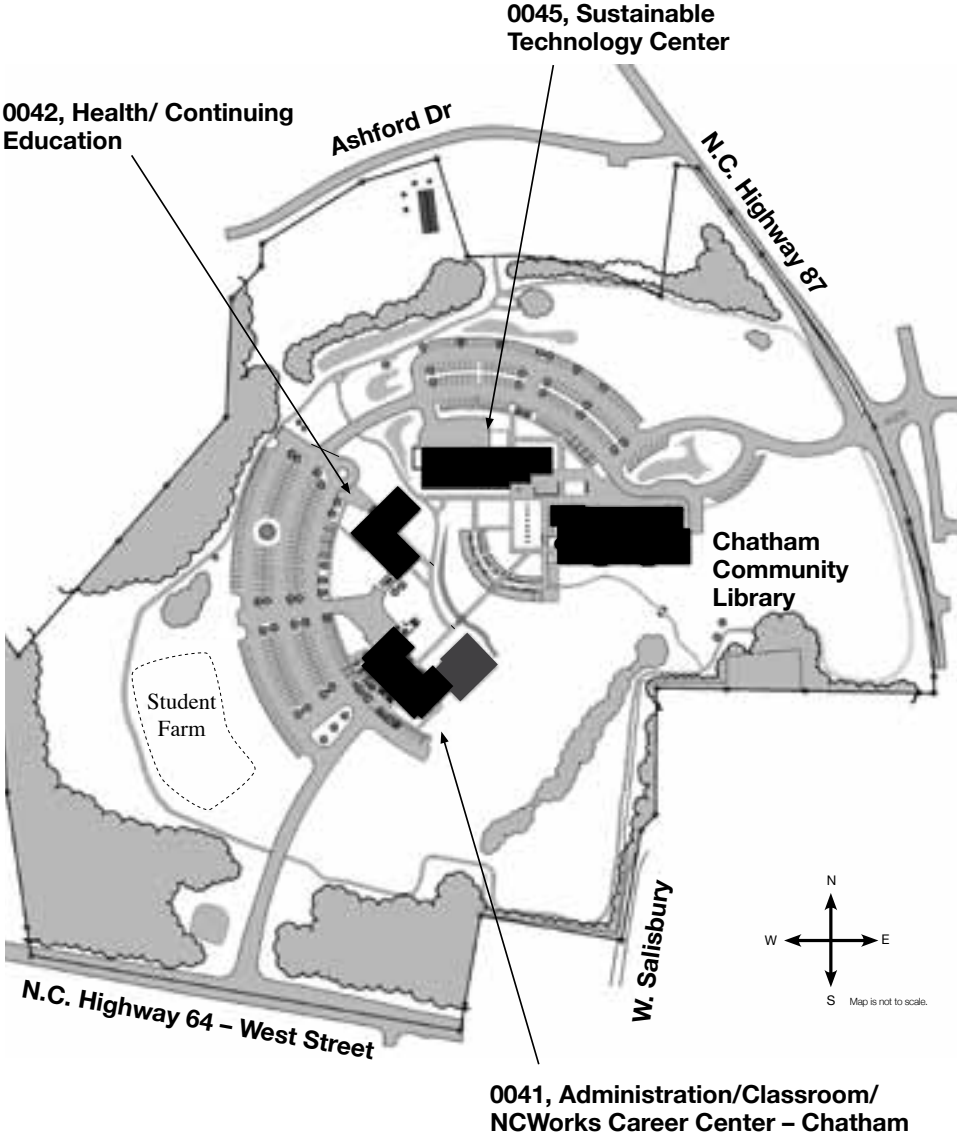 0045, Sustainable
Technology Center
0042, Health/ Continuing
Education
Ashford Dr
N.C. Highway 87
Chatham
Community
Library
Student
Farm
N
W
E
S
Map is not to scale.
W. Salisbury
N.C. Highway 64 – West Street
0041, Administration/Classroom/
NCWorks Career Center – Chatham